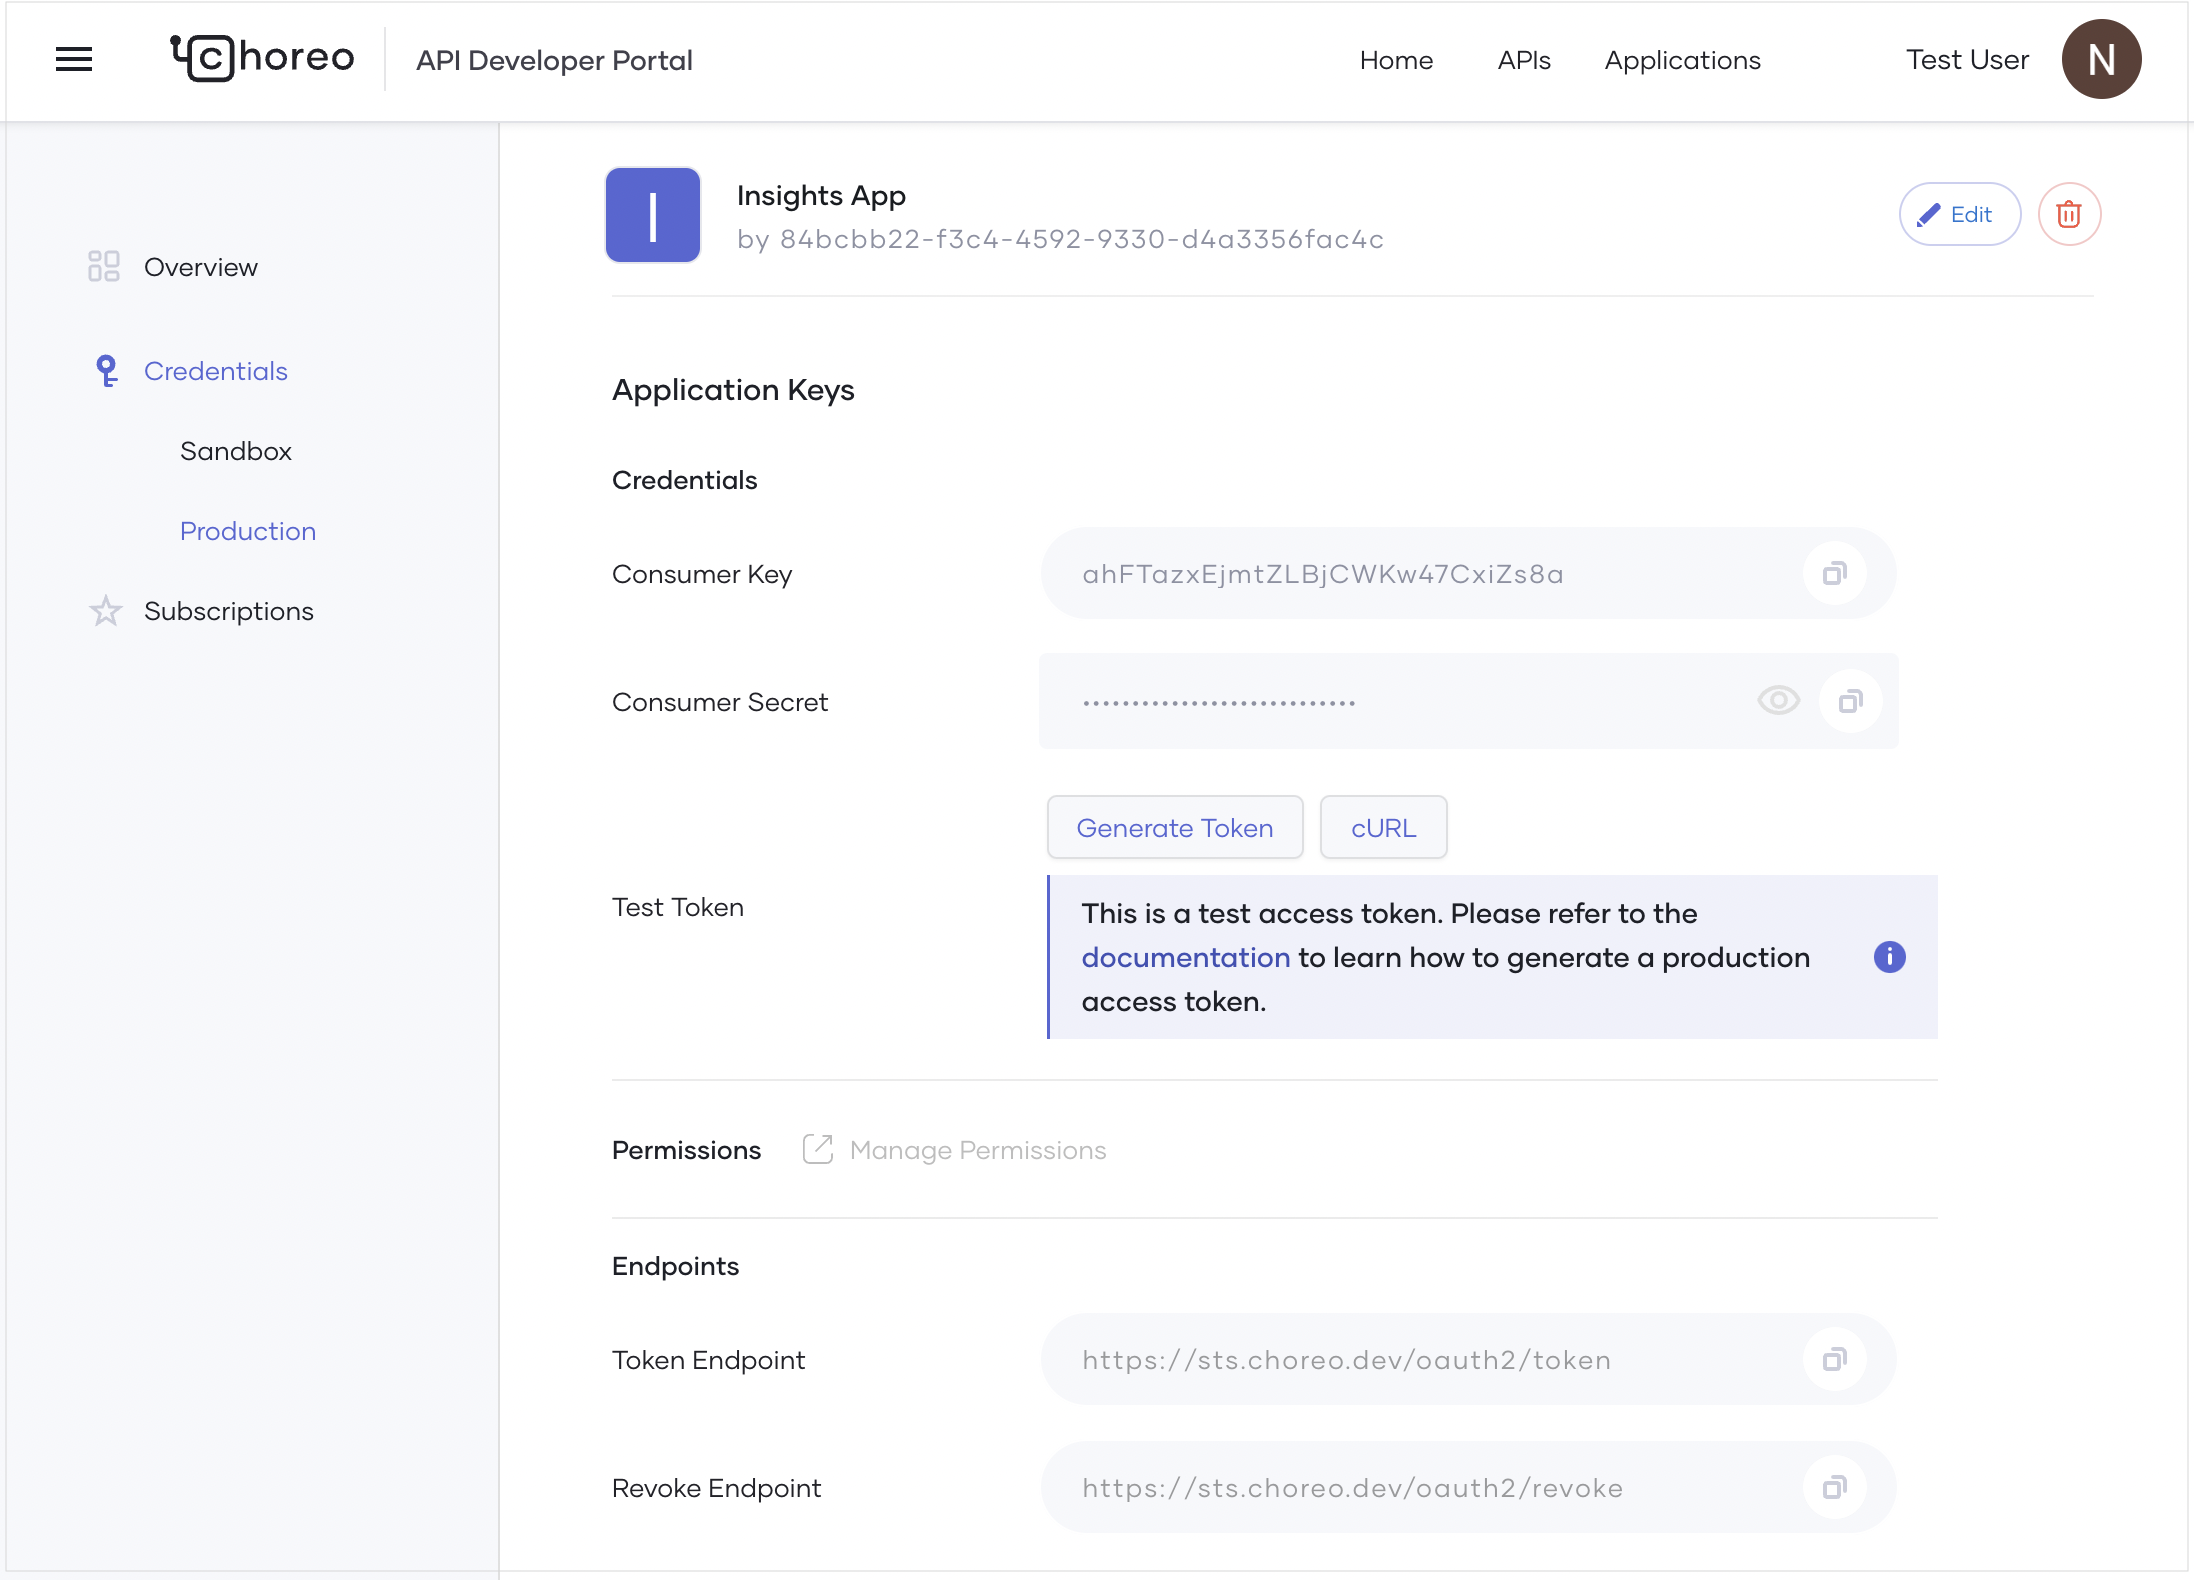 choreo
API Developer Portal
Home
APIs
Applications
Test User
N
Overview
Credentials
Sandbox
Production
Subscriptions
I
Insights App
by 84bcbb22-f3c4-4592-9330-d4a3356fac4c
Edit
Application Keys
Credentials
Consumer Key
ahFTazxEjmtZLBjCWKw47CxiZs8a
Consumer Secret
••••••••••••••••••••••••••••
Generate Token
cURL
Test Token
This is a test access token. Please refer to the
documentation to learn how to generate a production
access token.
Permissions
Manage Permissions
Endpoints
Token Endpoint
https://sts.choreo.dev/oauth2/token
Revoke Endpoint
https://sts.choreo.dev/oauth2/revoke